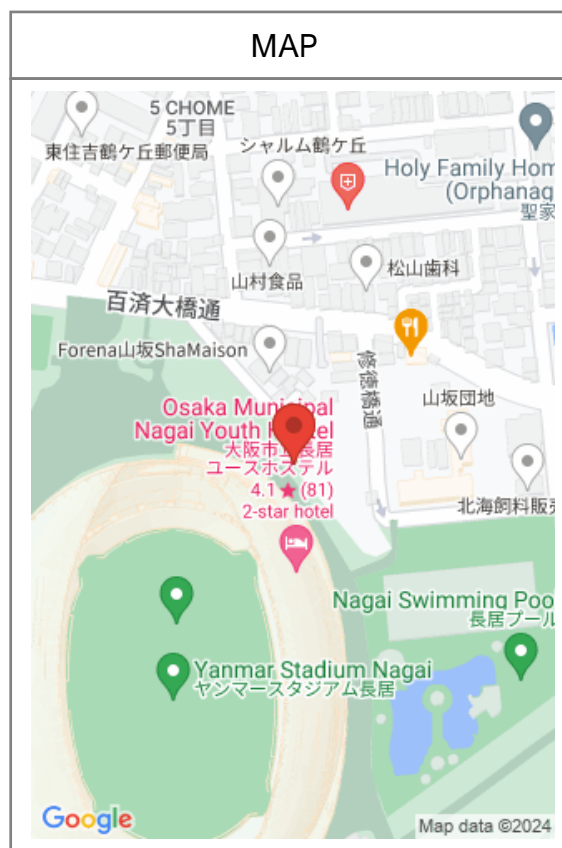 MAP
5 CHOME
5丁目
東住吉鶴ケ丘郵便局
シャルム鶴ケ丘
Holy Family Hom
(Orphanag
聖家
山村食品
松山歯科
百済大橋通
Forena山坂ShaMaison
修徳橋通
山坂団地
Osaka Municipal
Nagai Youth
大阪市
長居
ユースホステル
4.1★(81)
2-star hotel
北海飼料販売
Nagai Swimming Poo
長居プール
Yanmar Stadium Nagai
ヤンマースタジアム長居
Google
Map data ©2024